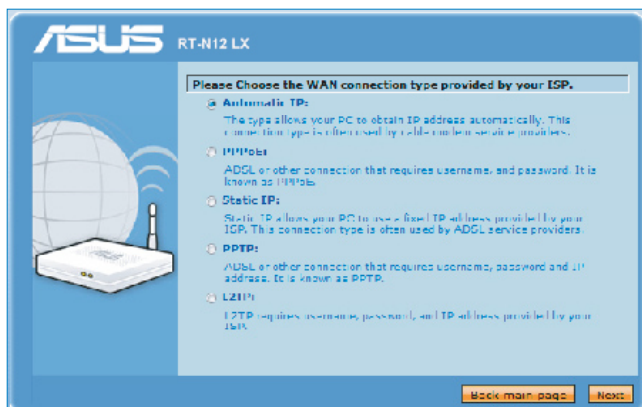 ASUS RT-N12 LX
Please Choose the WAN connection type provided by your ISP.
Automatic IP:
The type allows your PC to obtain IP address automatically. This
connection type is often used by cable modem service providers.
PPPoE:
ADSL or other connection that requires username, and password. It is
known as PPPoE.
Static IP:
Static IP allows your PC to use a fixed IP address provided by your
ISP. This connection type is often used by ADSL service providers.
PPTP:
ADSL or other connection that requires username, password and IP
address. It is known as PPTP.
L2TP:
L2TP requires username, password, and IP address provided by your
ISP.
Back main page Next